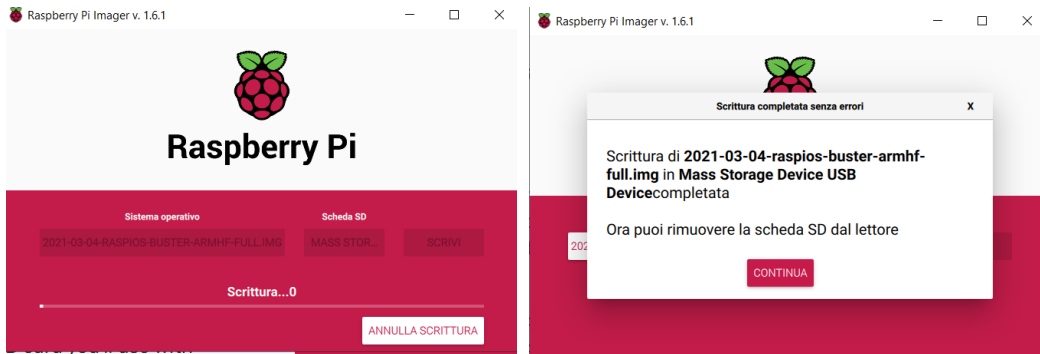 Raspberry Pi Imager v. 1.6.1
Raspberry Pi
Sistema operativo
Scheda SD
2021-03-04-RASPIOS-BUSTER-ARMHF-FULL.IMG
MASS STOR...
SCRIVI
Scrittura...0
ANNULLA SCRITTURA
Raspberry Pi Imager v. 1.6.1
Scrittura completata senza errori
X
Scrittura di 2021-03-04-raspios-buster-armhf-
full.img in Mass Storage Device USB
Devicecompletata
Ora puoi rimuovere la scheda SD dal lettore
202
CONTINUA